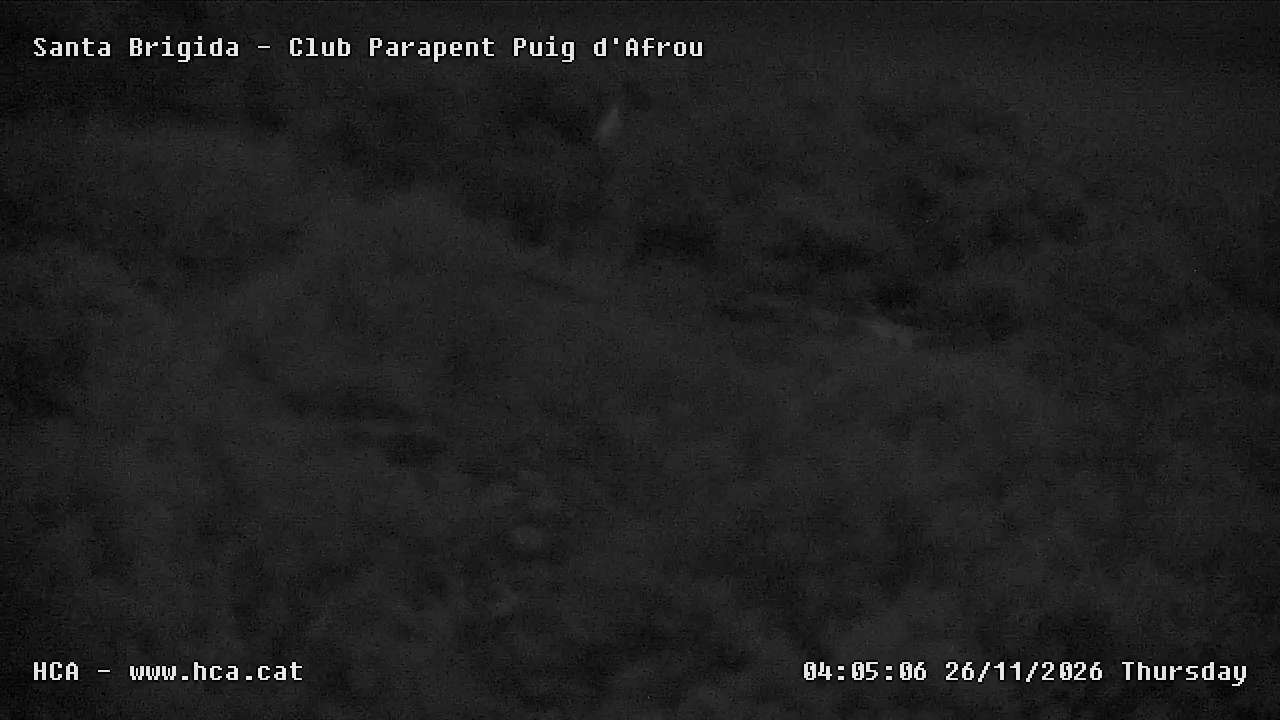 Santa Brigida - Club Parapent Puig d'Afrou
HCA - www.hca.cat
04:05:06 26/11/2026 Thursday